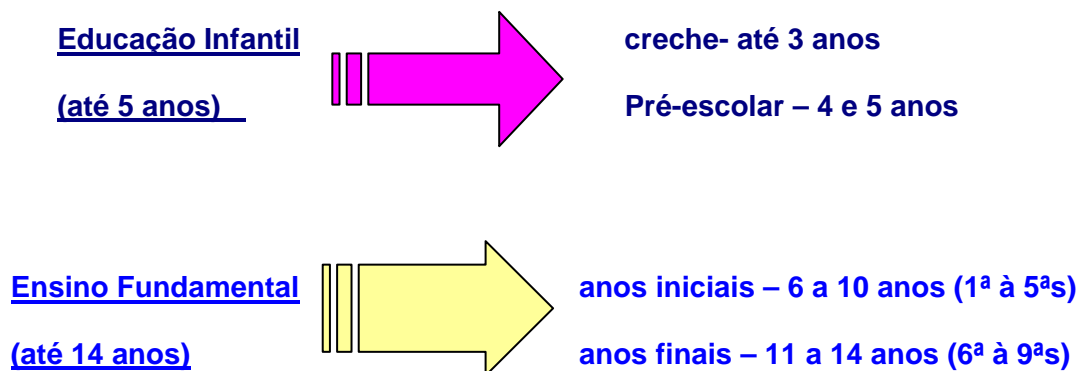 Educação Infantil
creche- até 3 anos
(até 5 anos)
Pré-escolar – 4 e 5 anos
Ensino Fundamental
anos iniciais – 6 a 10 anos (1ª à 5ªs)
(até 14 anos)
anos finais – 11 a 14 anos (6ª à 9ªs)